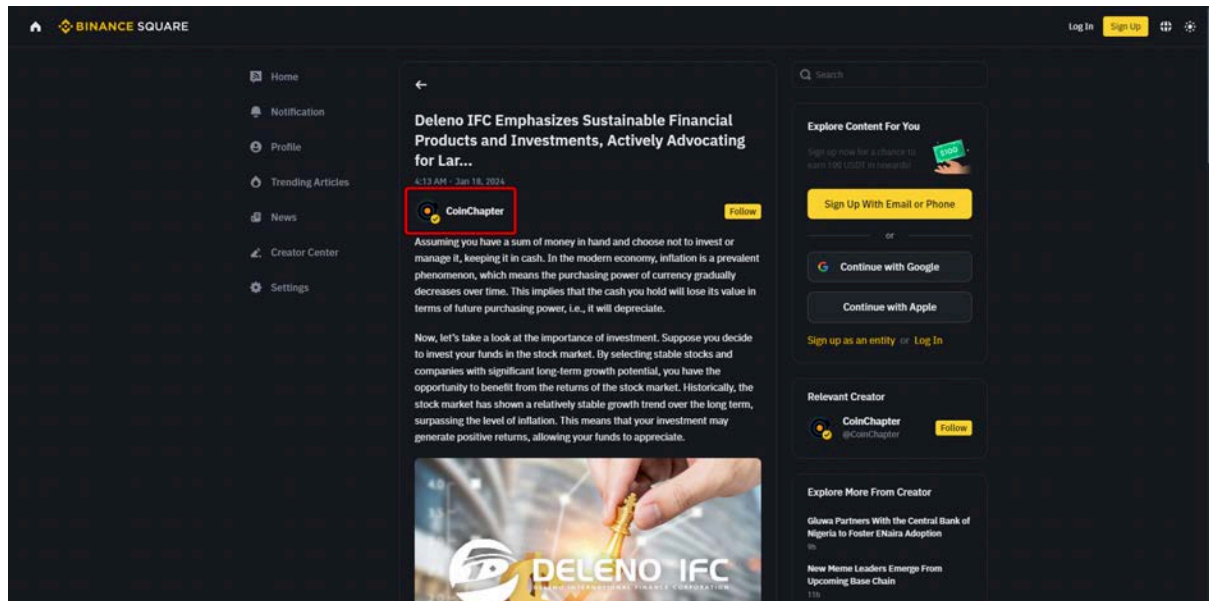 BINANCE SQUARE
Log In
Sign Up
Home
Notification
Profile
Trending Articles
News
Creator Center
Settings
Deleno IFC Emphasizes Sustainable Financial
Products and Investments, Actively Advocating
for Lar...
4:13 AM - Jan 18, 2024
CoinChapter
Follow
Assuming you have a sum of money in hand and choose not to invest or
manage it, keeping it in cash. In the modern economy, inflation is a prevalent
phenomenon, which means the purchasing power of currency gradually
decreases over time. This implies that the cash you hold will lose its value in
terms of future purchasing power, i.e., it will depreciate.
Now, let's take a look at the importance of investment. Suppose you decide
to invest your funds in the stock market. By selecting stable stocks and
companies with significant long-term growth potential, you have the
opportunity to benefit from the returns of the stock market. Historically, the
stock market has shown a relatively stable growth trend over the long term,
surpassing the level of inflation. This means that your investment may
generate positive returns, allowing your funds to appreciate.
4.0
3.5
DELENO IFC
DELENO INTERNATIONAL FINANCE CORPORATION
Search
Explore Content For You
Sign up now for a chance to
earn 100 USDT in rewards!
$100
Sign Up With Email or Phone
or
Continue with Google
Continue with Apple
Sign up as an entity or Log In
Relevant Creator
CoinChapter
@CoinChapter
Follow
Explore More From Creator
Gluwa Partners With the Central Bank of
Nigeria to Foster ENaira Adoption
9h
New Meme Leaders Emerge From
Upcoming Base Chain
11h